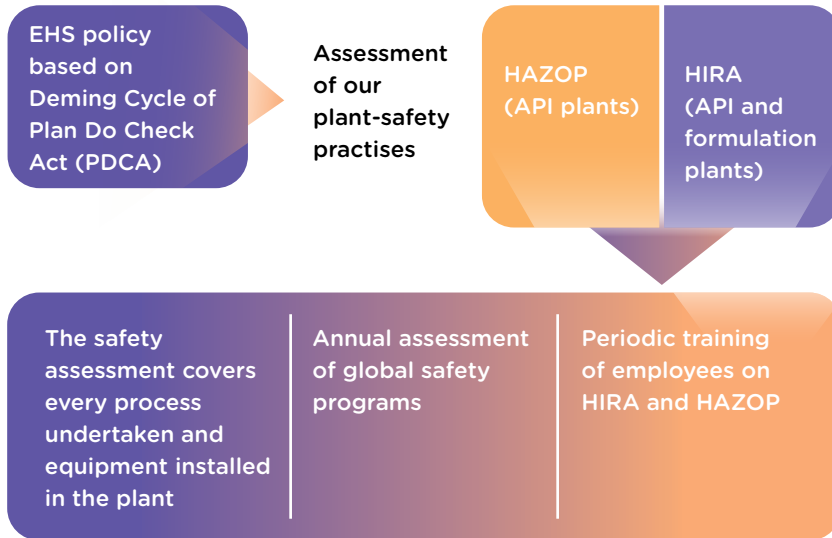 EHS policy
based on
Deming Cycle of
Plan Do Check
Act (PDCA)
Assessment
of our
plant-safety
practises
HAZOP
(API plants)
HIRA
(API and
formulation
plants)
The safety
assessment covers
every process
undertaken and
equipment installed
in the plant
Annual assessment
of global safety
programs
Periodic training
of employees on
HIRA and HAZOP